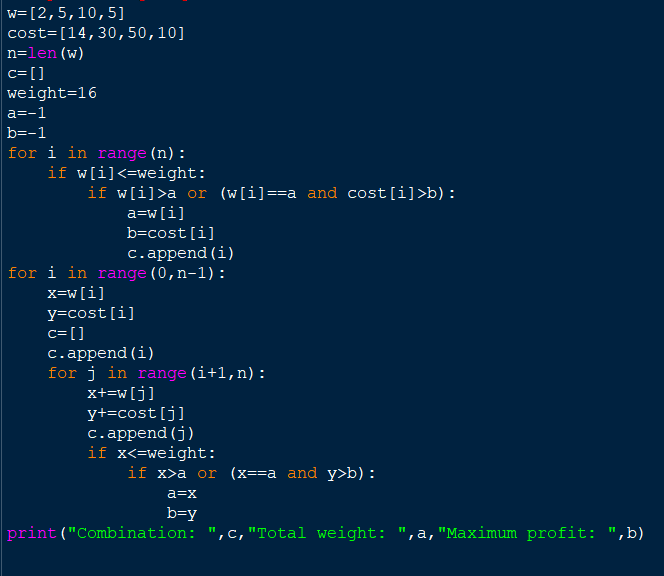 w=[2,5,10,5]
cost=[14,30,50,10]
n=len(w)
c=[]
weight=16
a=-1
b=-1
for i in range(n):
    if w[i]<=weight:
        if w[i]>a or (w[i]==a and cost[i]>b):
            a=w[i]
            b=cost[i]
            c.append(i)
for i in range(0,n-1):
    x=w[i]
    y=cost[i]
    c=[]
    c.append(i)
    for j in range(i+1,n):
        x+=w[j]
        y+=cost[j]
        c.append(j)
        if x<=weight:
            if x>a or (x==a and y>b):
                a=x
                b=y
print("Combination: ",c,"Total weight: ",a,"Maximum profit: ",b)